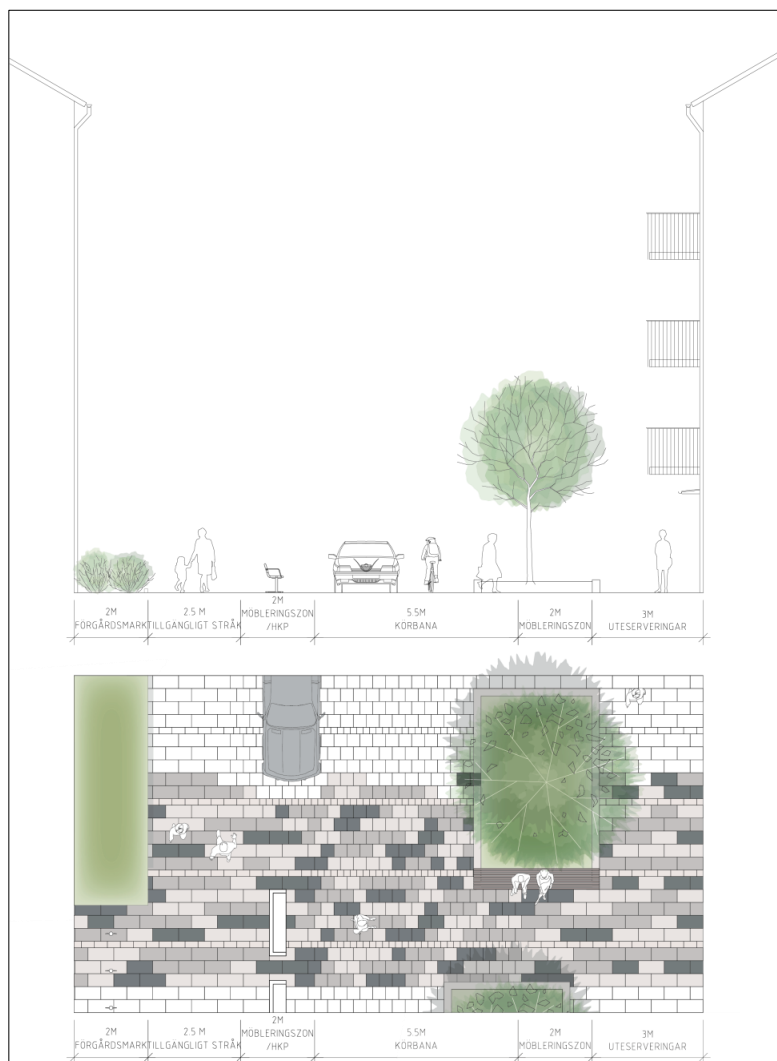 2M
FÖRGÅRDSMARK
2.5 M
TILLGÄNGLIGT STRÅK
2M
MÖBLERINGSZON
/HKP
5.5M
KÖRBANA
2M
MÖBLERINGSZON
3M
UTESERVERINGAR
2M
FÖRGÅRDSMARK
2.5 M
TILLGÄNGLIGT STRÅK
2M
MÖBLERINGSZON
/HKP
5.5M
KÖRBANA
2M
MÖBLERINGSZON
3M
UTESERVERINGAR